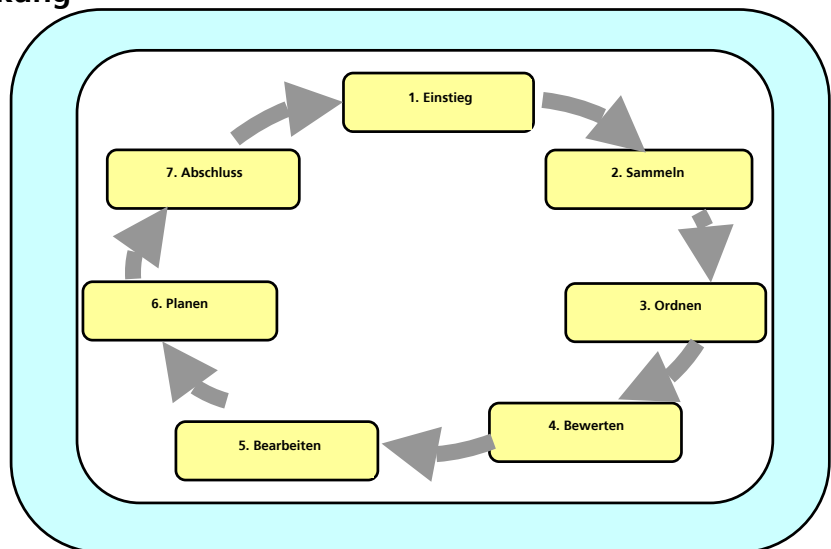 1. Einstieg
2. Sammeln
3. Ordnen
4. Bewerten
5. Bearbeiten
6. Planen
7. Abschluss